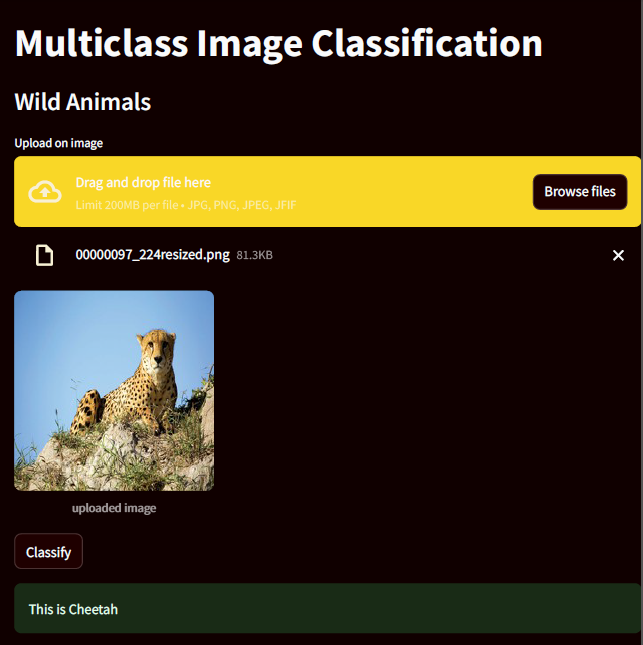 Multiclass Image Classification
Wild Animals
Upload on image
Drag and drop file here
Limit 200MB per file • JPG, PNG, JPEG, JFIF
Browse files
00000097_224resized.png 81.3KB
uploaded image
Classify
This is Cheetah